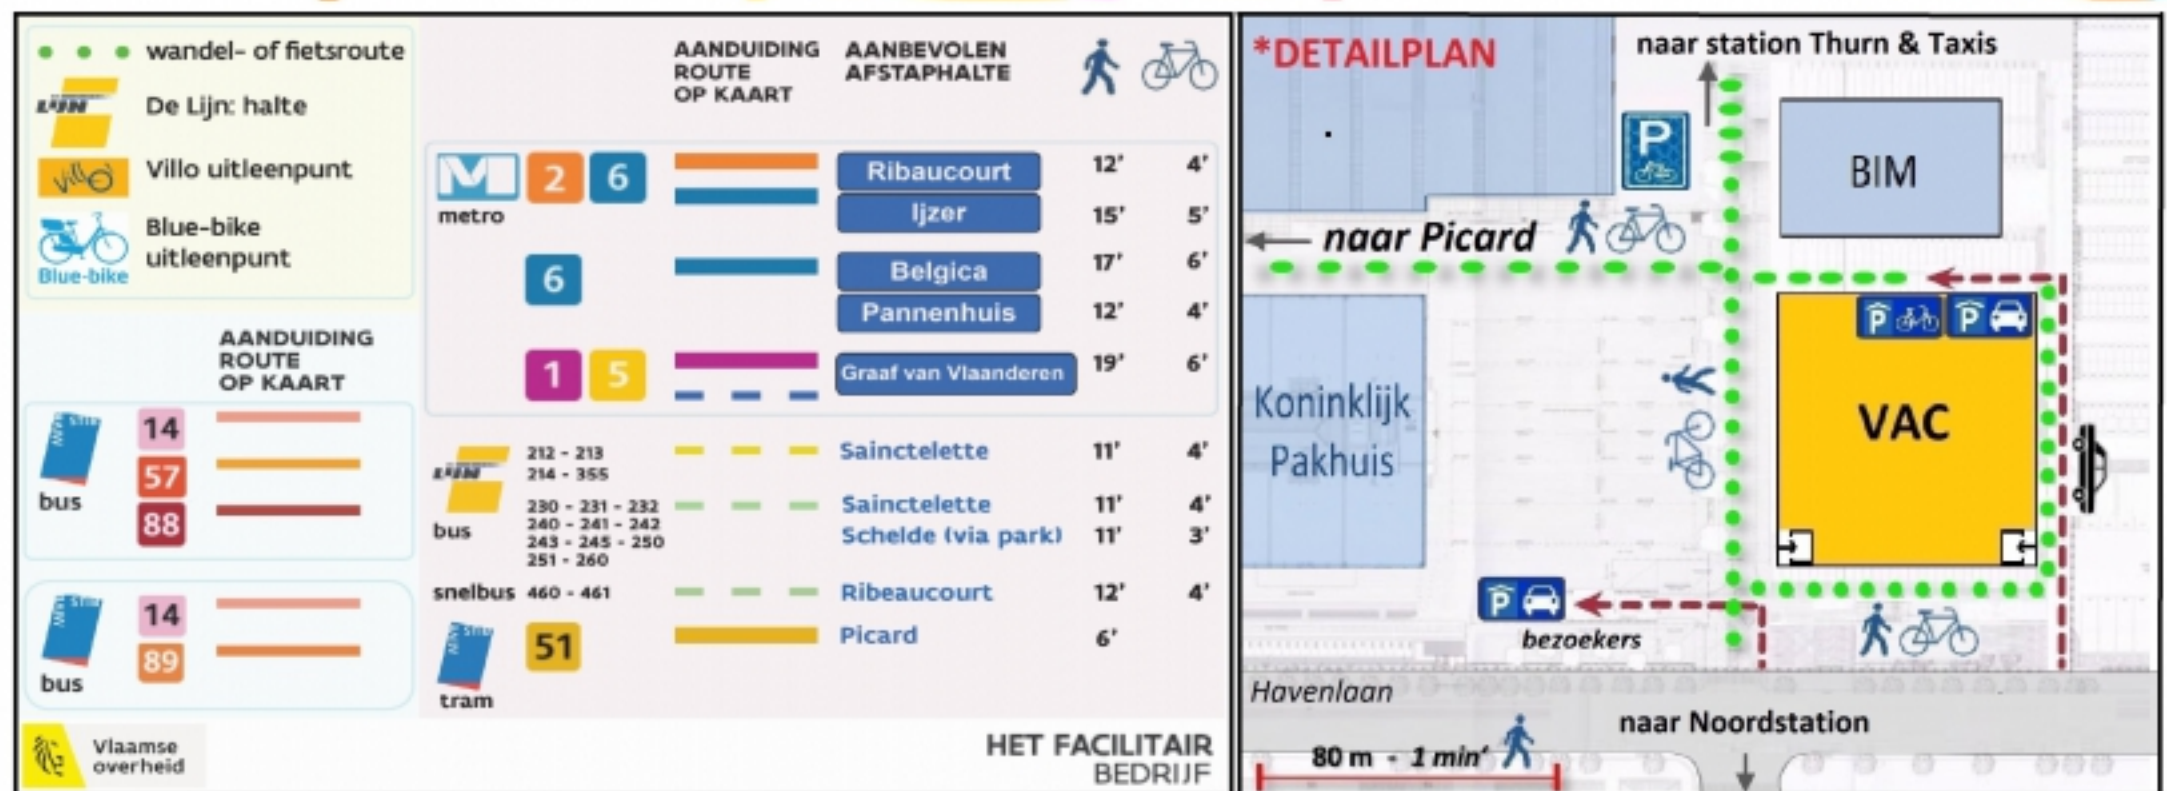 wandel- of fietsroute
LIJN
De Lijn: halte
Villo
Villo uitleenpunt
Blue-bike
Blue-bike
uitleenpunt
AANDUIDING
ROUTE
OP KAART
bus
14
57
88
bus
14
89
Vlaamse
overheid
AANDUIDING
ROUTE
OP KAART
AANBEVOLEN
AFSTAPHALTE
M
metro
2 6
Ribaucourt 12' 4'
Ijzer 15' 5'
6
Belgica 17' 6'
Pannenhuis 12' 4'
1 5
Graaf van Vlaanderen 19' 6'
LIJN
bus
212 - 213
214 - 355
Sainctelette 11' 4'
230 - 231 - 232
240 - 241 - 242
243 - 245 - 250
251 - 260
Sainctelette 11' 4'
Schelde (via park) 11' 3'
snelbus 460 - 461 Ribeaucourt 12' 4'
tram
51 Picard 6'
HET FACILITAIR
BEDRIJF
*DETAILPLAN
naar station Thurn & Taxis
P
BIM
naar Picard
P P
VAC
Koninklijk
Pakhuis
P
bezoekers
Havenlaan
naar Noordstation
80 m - 1 min'